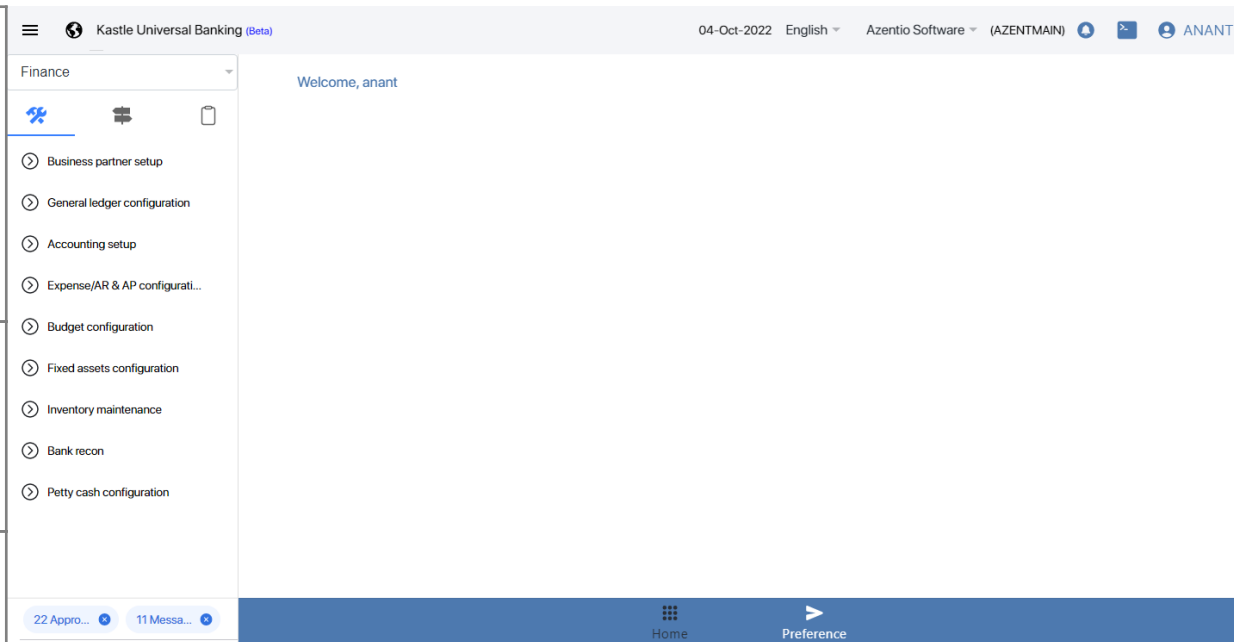 Kastle Universal Banking (Beta)
04-Oct-2022 English Azentio Software (AZENTMAIN) ANANT
Finance
Welcome, anant
Business partner setup
General ledger configuration
Accounting setup
Expense/AR & AP configurati...
Budget configuration
Fixed assets configuration
Inventory maintenance
Bank recon
Petty cash configuration
22 Appro... 11 Messa...
Home Preference